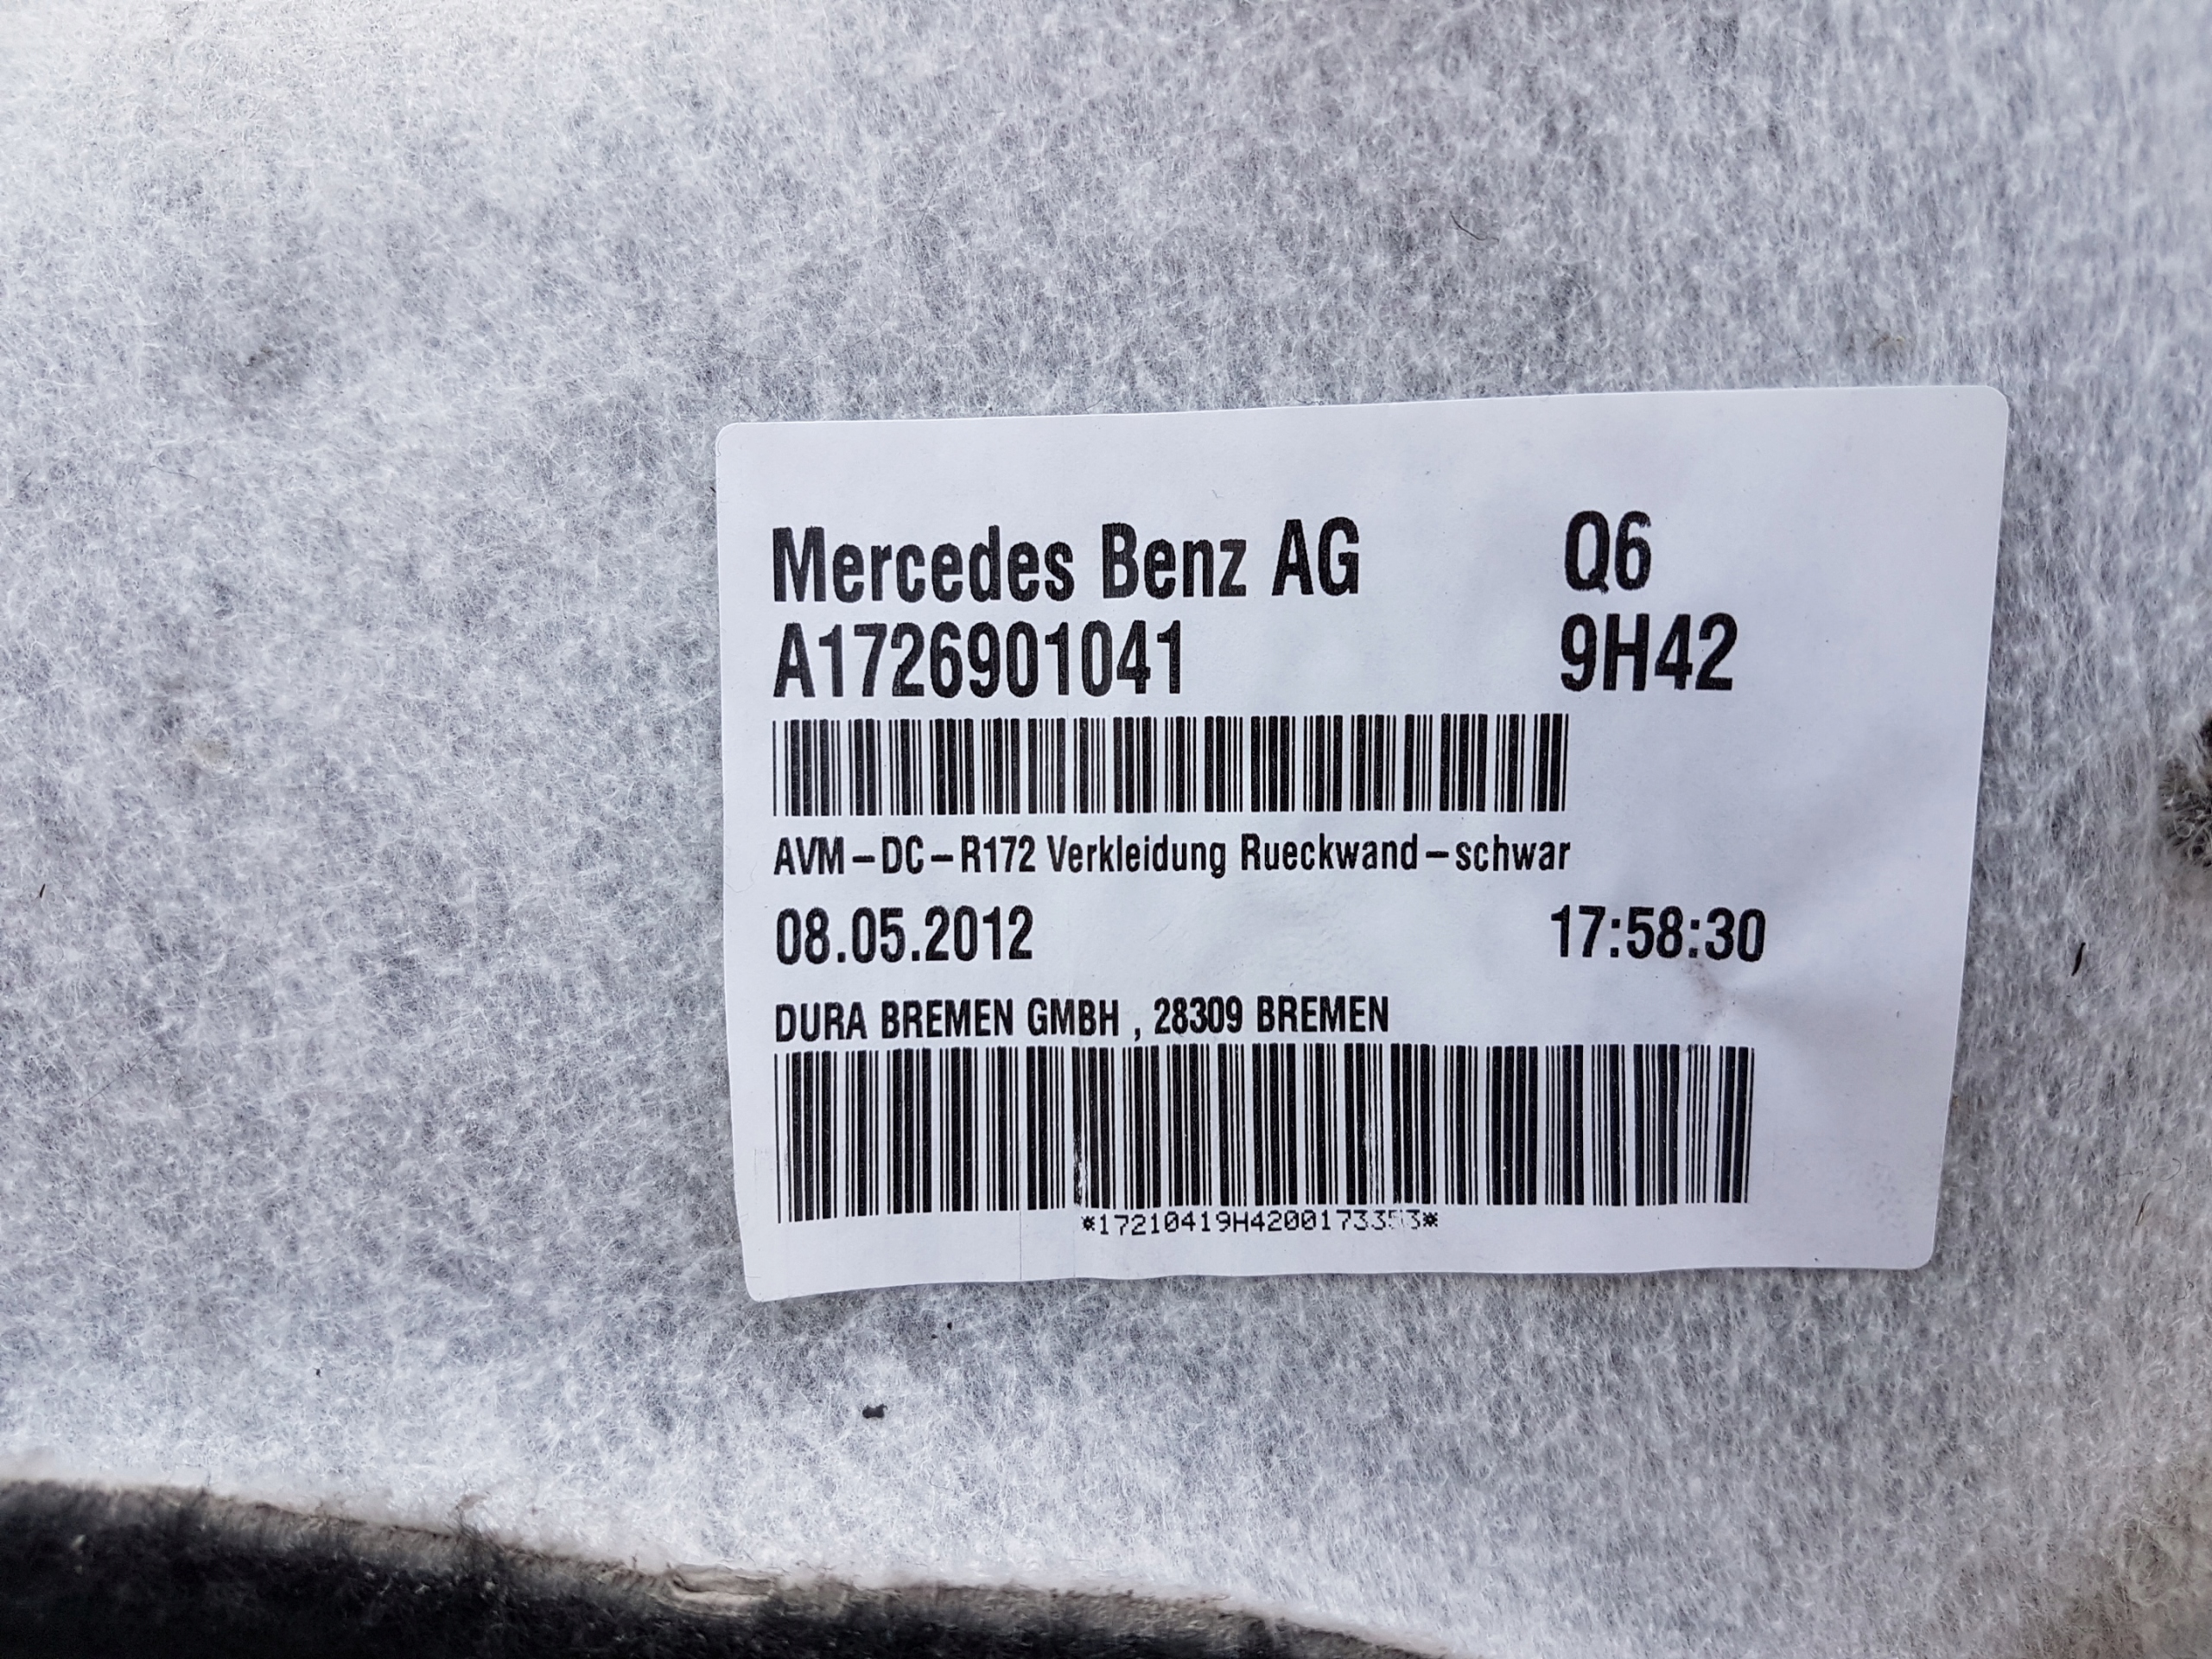 Mercedes Benz AG Q6
A1726901041 9H42
AVM-DC-R172 Verkleidung Rueckwand-schwar
08.05.2012 17:58:30
DURA BREMEN GMBH , 28309 BREMEN
*17210419H4200173353*